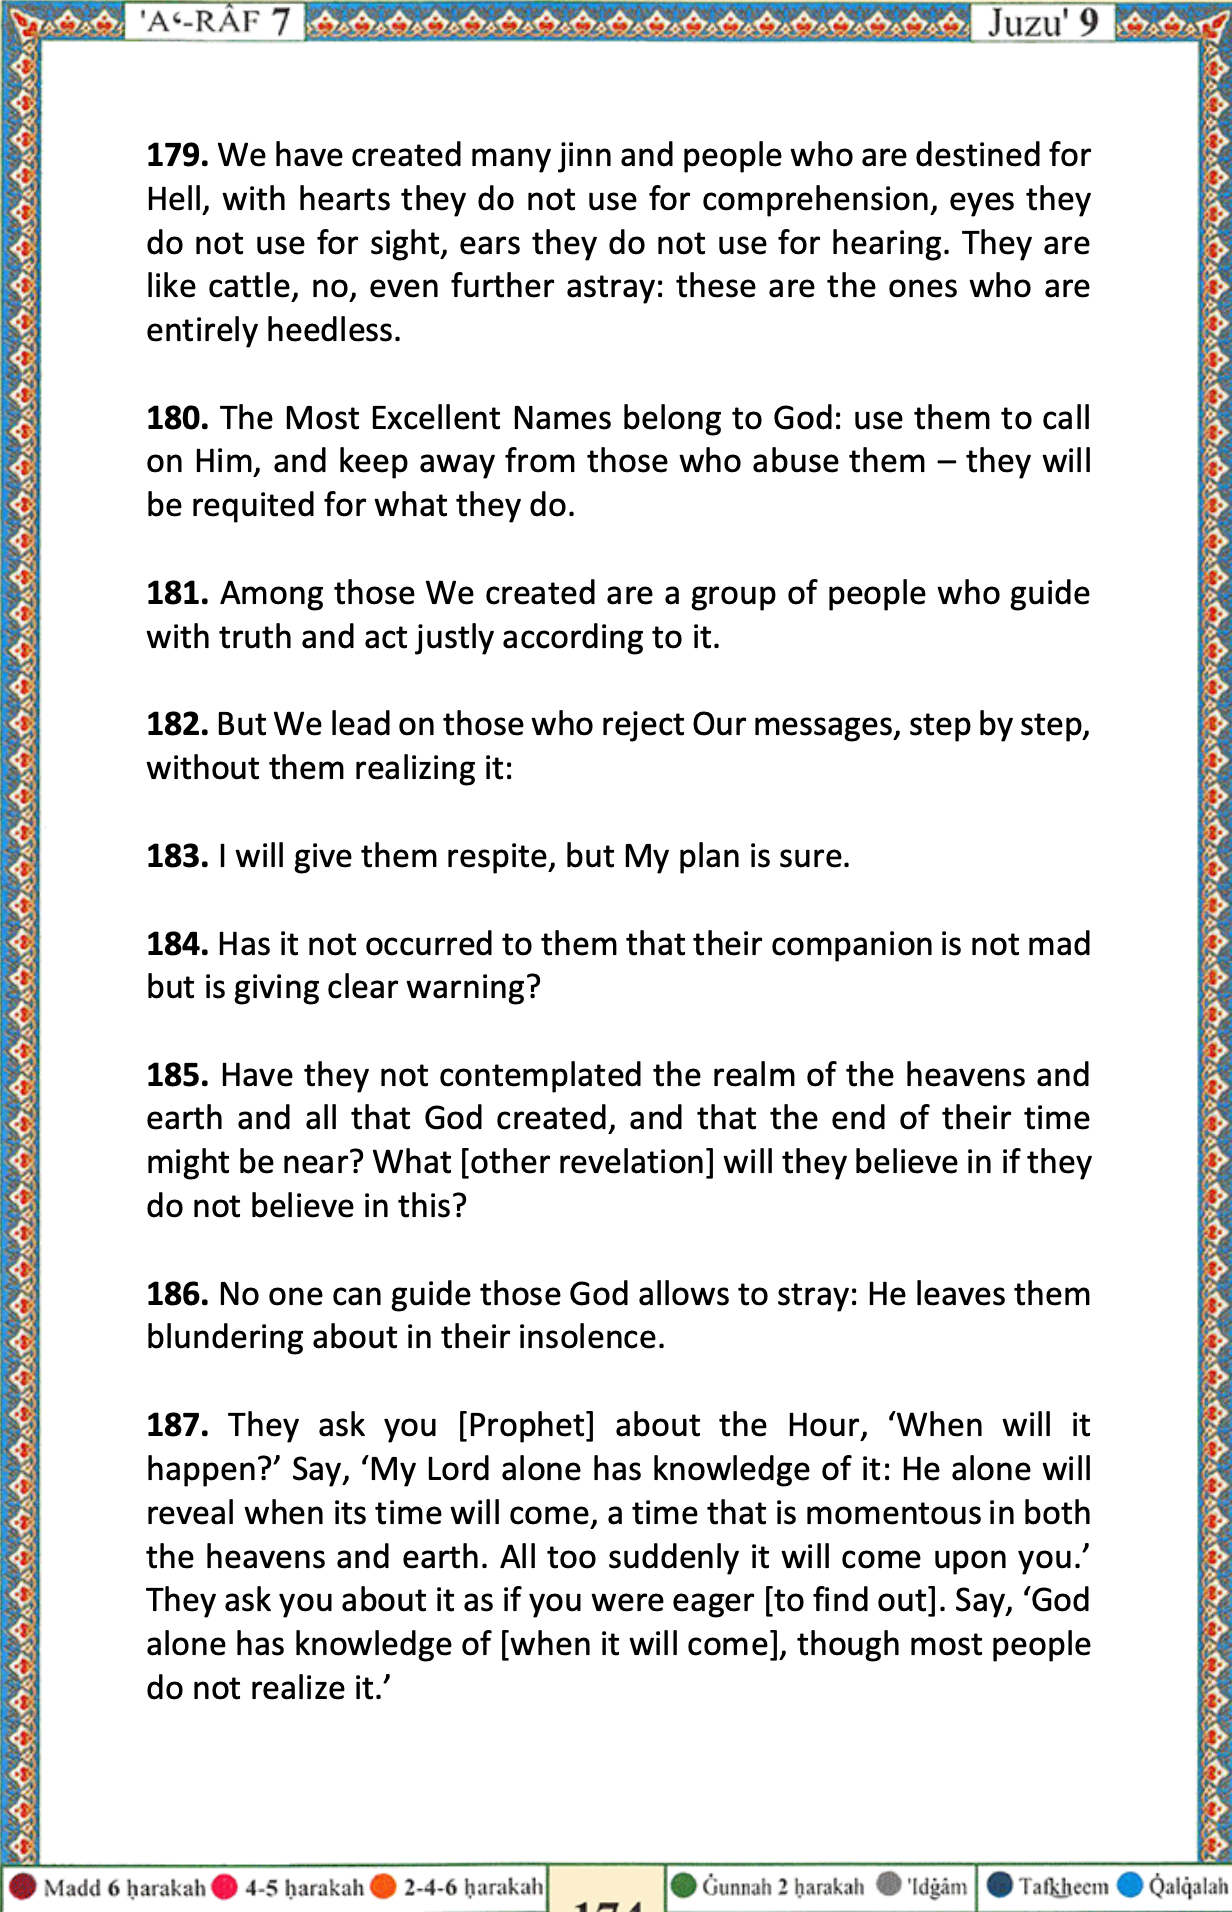 'A‘-RÂF 7
Juzu' 9
179. We have created many jinn and people who are destined for
Hell, with hearts they do not use for comprehension, eyes they
do not use for sight, ears they do not use for hearing. They are
like cattle, no, even further astray: these are the ones who are
entirely heedless.
180. The Most Excellent Names belong to God: use them to call
on Him, and keep away from those who abuse them – they will
be requited for what they do.
181. Among those We created are a group of people who guide
with truth and act justly according to it.
182. But We lead on those who reject Our messages, step by step,
without them realizing it:
183. I will give them respite, but My plan is sure.
184. Has it not occurred to them that their companion is not mad
but is giving clear warning?
185. Have they not contemplated the realm of the heavens and
earth and all that God created, and that the end of their time
might be near? What [other revelation] will they believe in if they
do not believe in this?
186. No one can guide those God allows to stray: He leaves them
blundering about in their insolence.
187. They ask you [Prophet] about the Hour, ‘When will it
happen?’ Say, ‘My Lord alone has knowledge of it: He alone will
reveal when its time will come, a time that is momentous in both
the heavens and earth. All too suddenly it will come upon you.’
They ask you about it as if you were eager [to find out]. Say, ‘God
alone has knowledge of [when it will come], though most people
do not realize it.’
Madd 6 ḥarakah 4-5 ḥarakah 2-4-6 ḥarakah 174 Ġunnah 2 ḥarakah 'Idġâm Tafkheem Q̇alq̇alah